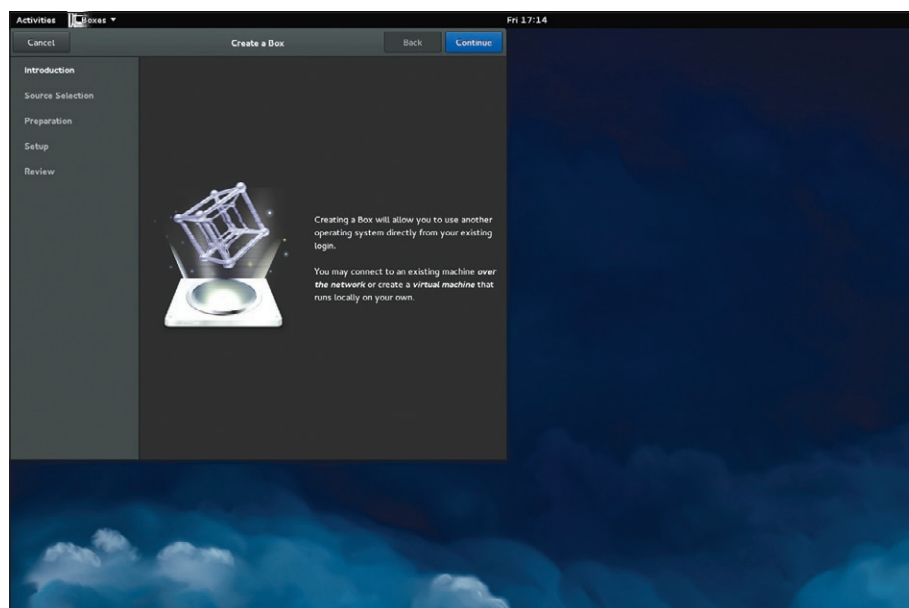 Activities Boxes Fri 17:14
Cancel Create a Box Back Continue
Introduction
Source Selection
Preparation
Setup
Review
Creating a Box will allow you to use another
operating system directly from your existing
login.
You may connect to an existing machine over
the network or create a virtual machine that
runs locally on your own.